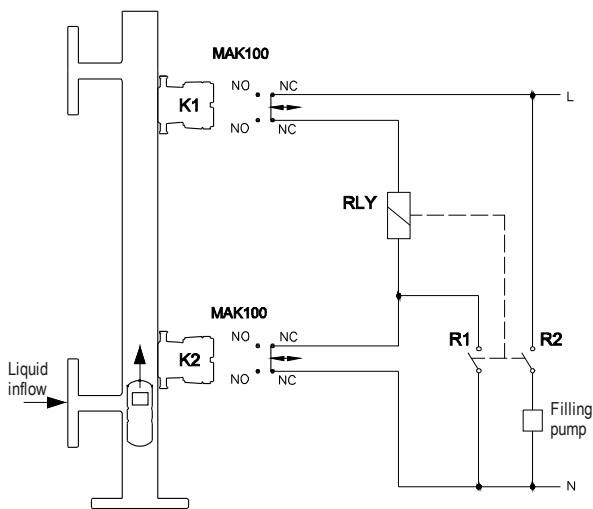 MAK100
NO NC
K1
NO NC
L
RLY
MAK100
NO NC
R1 R2
K2
NO NC
Liquid
inflow
Filling
pump
N